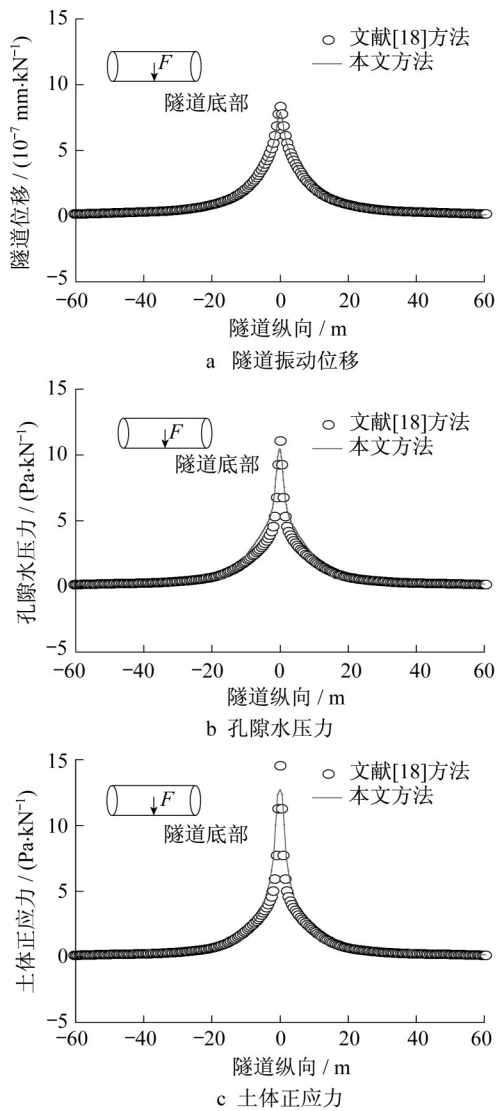 15
10
5
0
−5
隧道位移 / (10⁻⁷ mm·kN⁻¹)
F
隧道底部
文献[18]方法
本文方法
−60 −40 −20 0 20 40 60
隧道纵向 / m
a 隧道振动位移
15
10
5
0
−5
孔隙水压力 / (Pa·kN⁻¹)
F
隧道底部
文献[18]方法
本文方法
−60 −40 −20 0 20 40 60
隧道纵向 / m
b 孔隙水压力
15
10
5
0
−5
土体正应力 / (Pa·kN⁻¹)
F
隧道底部
文献[18]方法
本文方法
−60 −40 −20 0 20 40 60
隧道纵向 / m
c 土体正应力